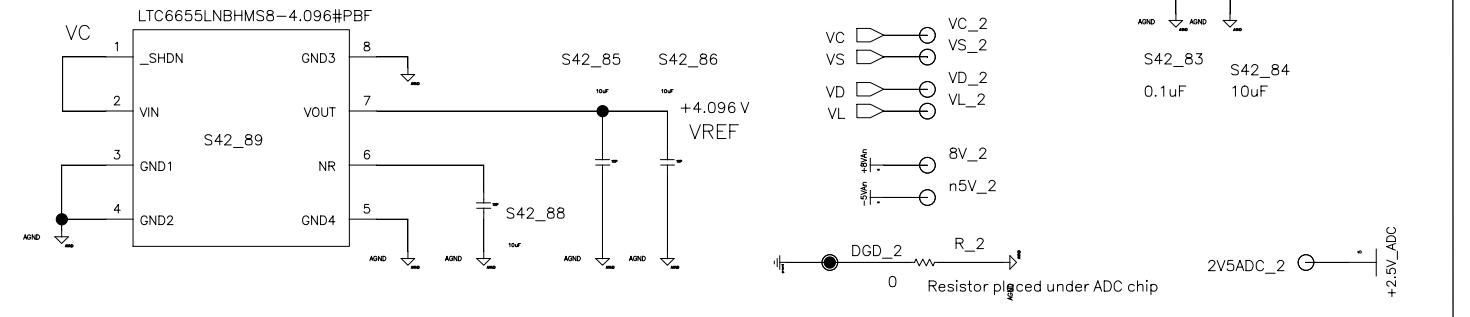 LTC6655LNBHMS8-4.096#PBF
VC
1
_SHDN
2
VIN
3
GND1
4
GND2
S42_89
8
GND3
7
VOUT
6
NR
5
GND4
AGND
AGND
AGND
S42_88
10uF
S42_85
10uF
S42_86
10uF
+4.096 V
VREF
AGND
AGND
VC
VC_2
VS
VS_2
VD
VD_2
VL
VL_2
+8VAn
8V_2
-5VAn
n5V_2
DGD_2
R_2
0
Resistor placed under ADC chip
AGND
AGND
AGND
S42_83
0.1uF
S42_84
10uF
2V5ADC_2
+2.5V_ADC